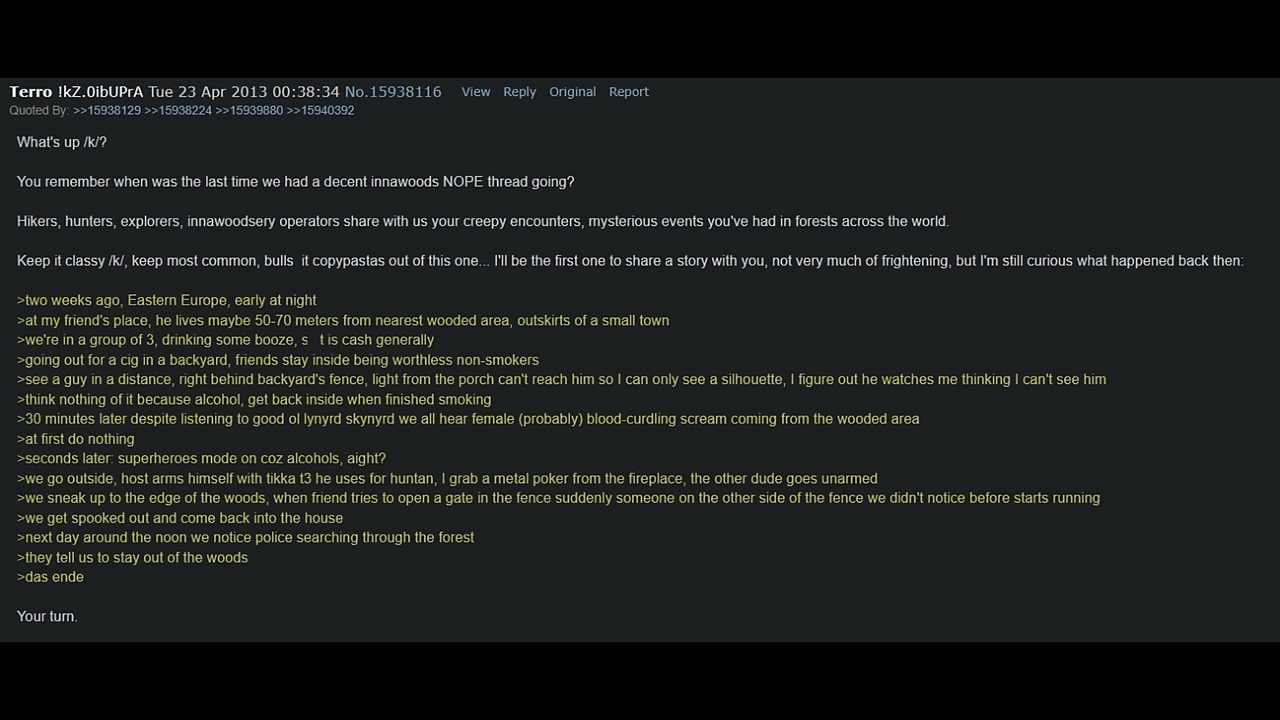 Terro !kZ.0ibUPrA Tue 23 Apr 2013 00:38:34 No.15938116 View Reply Original Report
Quoted By: >>15938129 >>15938224 >>15939880 >>15940392
What's up /k/?
You remember when was the last time we had a decent innawoods NOPE thread going?
Hikers, hunters, explorers, innawoodsery operators share with us your creepy encounters, mysterious events you've had in forests across the world.
Keep it classy /k/, keep most common, bulls it copypastas out of this one... I'll be the first one to share a story with you, not very much of frightening, but I'm still curious what happened back then:
>two weeks ago, Eastern Europe, early at night
>at my friend's place, he lives maybe 50-70 meters from nearest wooded area, outskirts of a small town
>we're in a group of 3, drinking some booze, s t is cash generally
>going out for a cig in a backyard, friends stay inside being worthless non-smokers
>see a guy in a distance, right behind backyard's fence, light from the porch can't reach him so I can only see a silhouette, I figure out he watches me thinking I can't see him
>think nothing of it because alcohol, get back inside when finished smoking
>30 minutes later despite listening to good ol lynyrd skynyrd we all hear female (probably) blood-curdling scream coming from the wooded area
>at first do nothing
>seconds later: superheroes mode on coz alcohols, aight?
>we go outside, host arms himself with tikka t3 he uses for huntan, I grab a metal poker from the fireplace, the other dude goes unarmed
>we sneak up to the edge of the woods, when friend tries to open a gate in the fence suddenly someone on the other side of the fence we didn't notice before starts running
>we get spooked out and come back into the house
>next day around the noon we notice police searching through the forest
>they tell us to stay out of the woods
>das ende
Your turn.